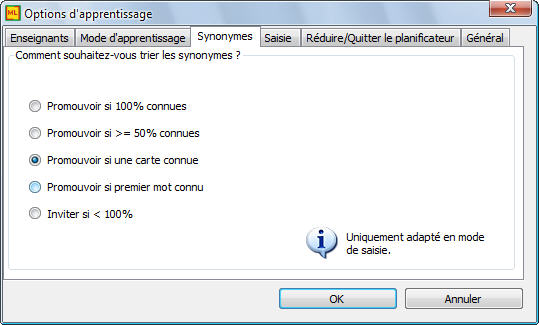 ML Options d'apprentissage
Enseignants Mode d'apprentissage Synonymes Saisie Réduire/Quitter le planificateur Général
Comment souhaitez-vous trier les synonymes ?
Promouvoir si 100% connues
Promouvoir si >= 50% connues
Promouvoir si une carte connue
Promouvoir si premier mot connu
Inviter si < 100%
Uniquement adapté en mode
de saisie.
OK Annuler